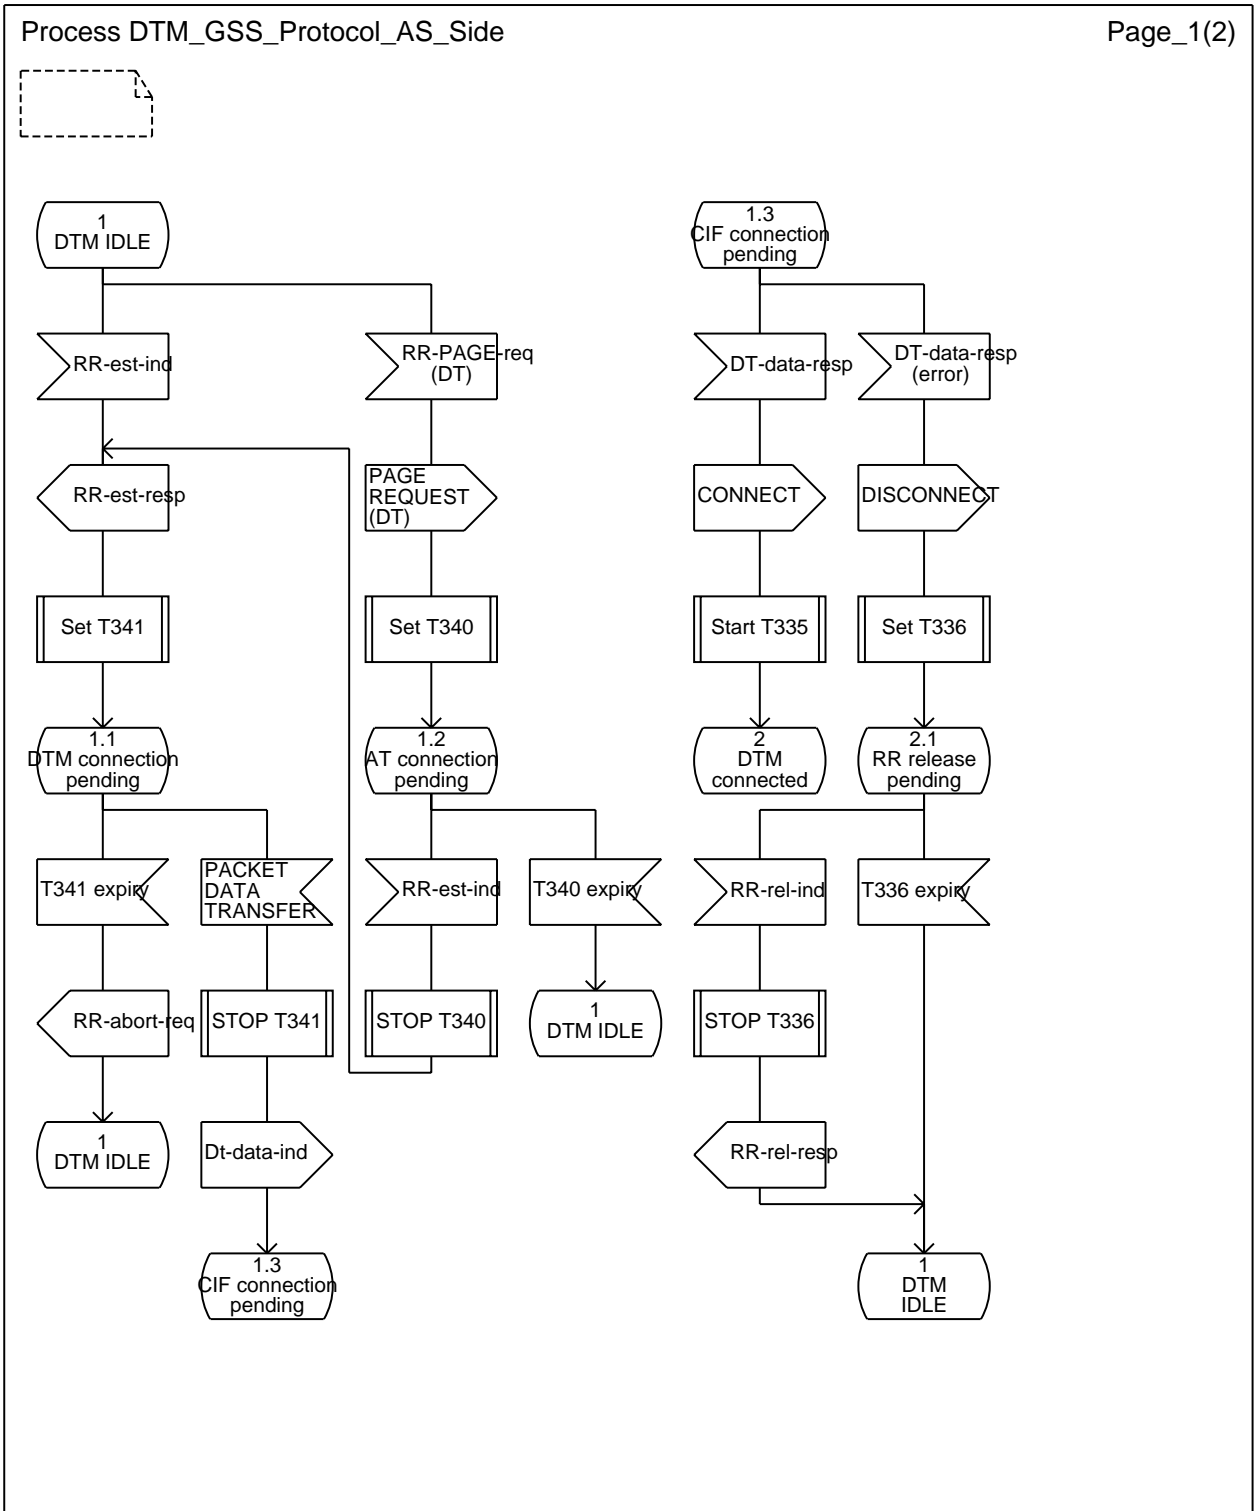 Process DTM_GSS_Protocol_AS_Side
Page_1(2)
1
DTM IDLE
1.3
CIF connection
pending
RR-est-ind
RR-PAGE-req
(DT)
DT-data-resp
DT-data-resp
(error)
RR-est-resp
PAGE
REQUEST
(DT)
CONNECT
DISCONNECT
Set T341
Set T340
Start T335
Set T336
1.1
DTM connection
pending
1.2
AT connection
pending
2
DTM
connected
2.1
RR release
pending
T341 expiry
PACKET
DATA
TRANSFER
RR-est-ind
T340 expiry
RR-rel-ind
T336 expiry
RR-abort-req
STOP T341
STOP T340
1
DTM IDLE
STOP T336
1
DTM IDLE
Dt-data-ind
RR-rel-resp
1.3
CIF connection
pending
1
DTM
IDLE